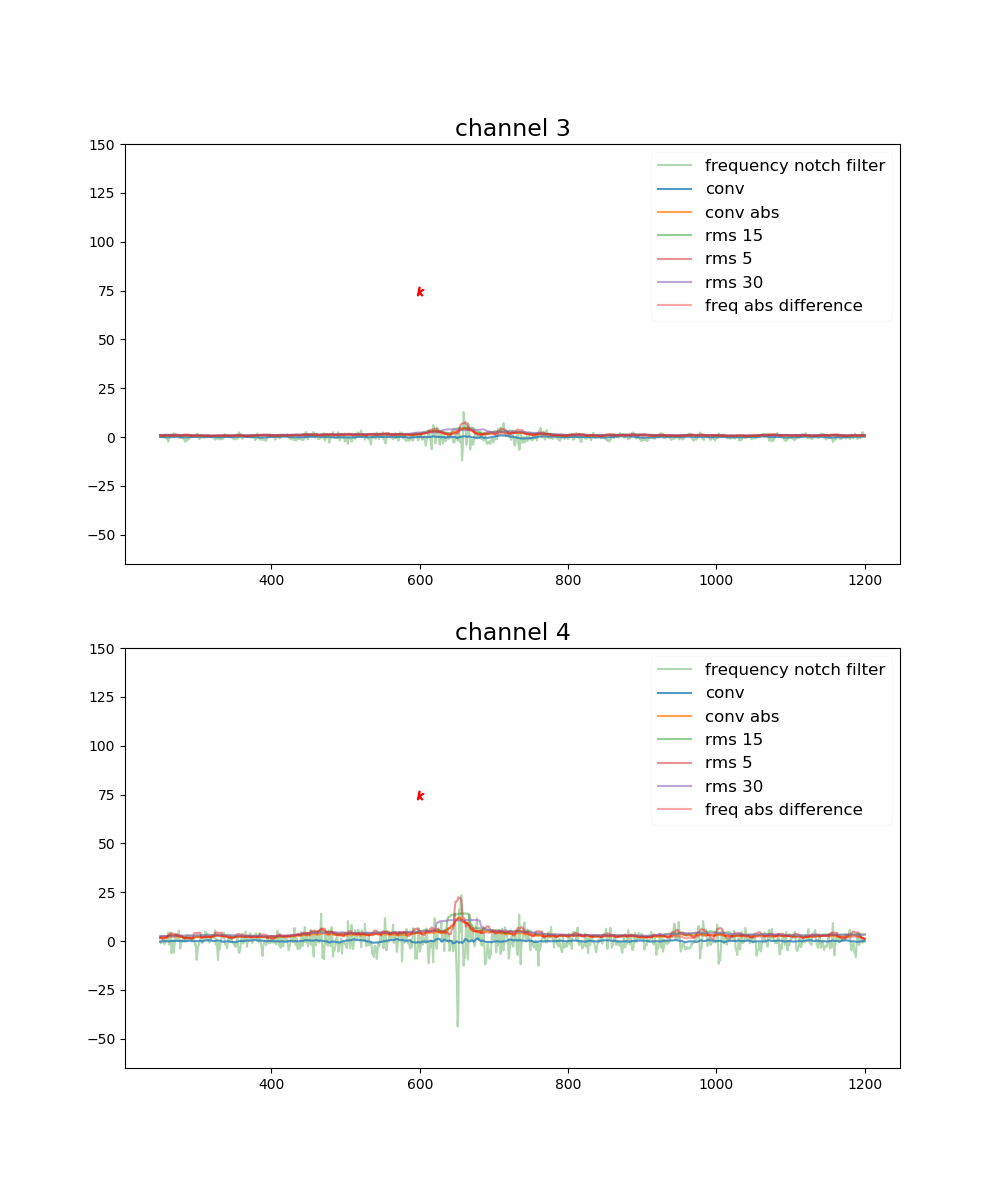 channel 3
150
125
100
75
50
25
0
−25
−50
frequency notch filter
conv
conv abs
rms 15
rms 5
rms 30
freq abs difference
k
400 600 800 1000 1200
channel 4
150
125
100
75
50
25
0
−25
−50
frequency notch filter
conv
conv abs
rms 15
rms 5
rms 30
freq abs difference
k
400 600 800 1000 1200